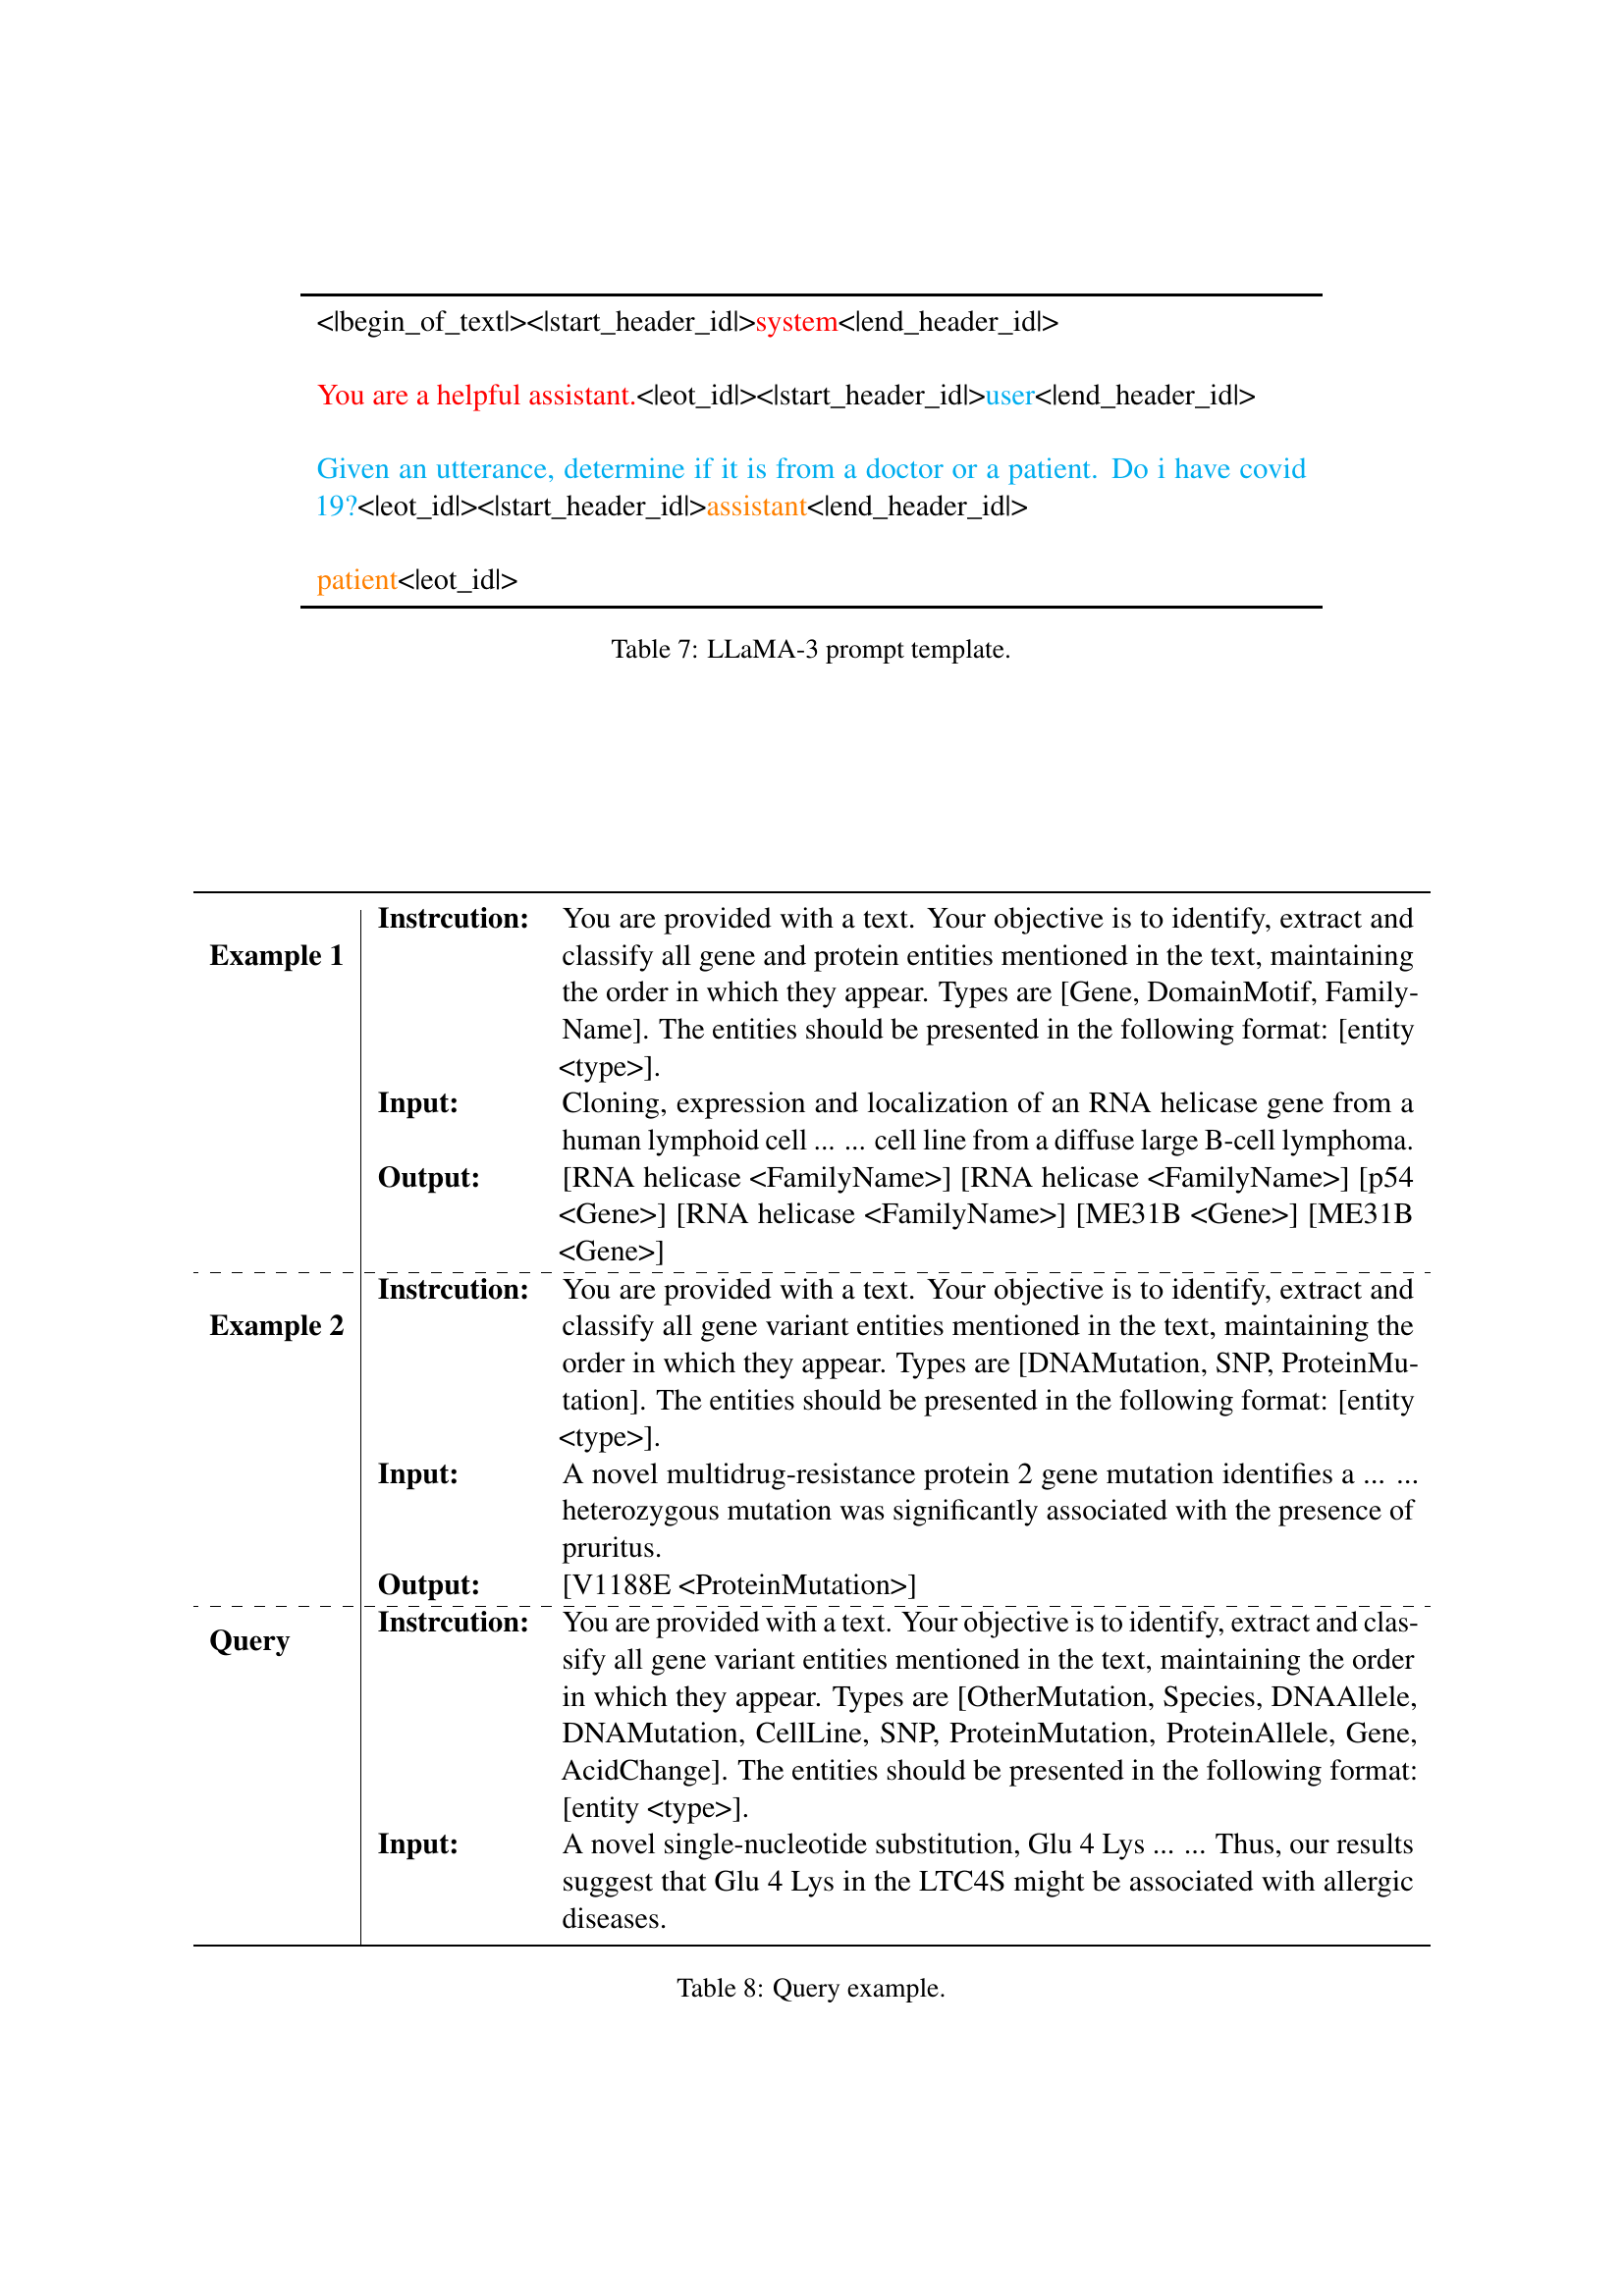 <|begin_of_text|><|start_header_id|>system<|end_header_id|>
You are a helpful assistant.<|eot_id|><|start_header_id|>user<|end_header_id|>
Given an utterance, determine if it is from a doctor or a patient. Do i have covid
19?<|eot_id|><|start_header_id|>assistant<|end_header_id|>
patient<|eot_id|>
Table 7: LLaMA-3 prompt template.
Instrcution: You are provided with a text. Your objective is to identify, extract and
Example 1 classify all gene and protein entities mentioned in the text, maintaining
the order in which they appear. Types are [Gene, DomainMotif, Family-
Name]. The entities should be presented in the following format: [entity
<type>].
Input: Cloning, expression and localization of an RNA helicase gene from a
human lymphoid cell ... ... cell line from a diffuse large B-cell lymphoma.
Output: [RNA helicase <FamilyName>] [RNA helicase <FamilyName>] [p54
<Gene>] [RNA helicase <FamilyName>] [ME31B <Gene>] [ME31B
<Gene>]
Instrcution: You are provided with a text. Your objective is to identify, extract and
Example 2 classify all gene variant entities mentioned in the text, maintaining the
order in which they appear. Types are [DNAMutation, SNP, ProteinMu-
tation]. The entities should be presented in the following format: [entity
<type>].
Input: A novel multidrug-resistance protein 2 gene mutation identifies a ... ...
heterozygous mutation was significantly associated with the presence of
pruritus.
Output: [V1188E <ProteinMutation>]
Instrcution: You are provided with a text. Your objective is to identify, extract and clas-
Query
sify all gene variant entities mentioned in the text, maintaining the order
in which they appear. Types are [OtherMutation, Species, DNAAllele,
DNAMutation, CellLine, SNP, ProteinMutation, ProteinAllele, Gene,
AcidChange]. The entities should be presented in the following format:
[entity <type>].
Input: A novel single-nucleotide substitution, Glu 4 Lys ... ... Thus, our results
suggest that Glu 4 Lys in the LTC4S might be associated with allergic
diseases.
Table 8: Query example.